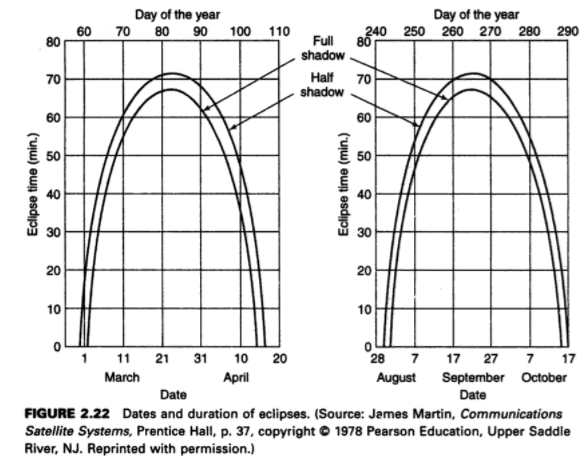 Day of the year
60 70 80 90 100 110
Day of the year
240 250 260 270 280 290
Full
shadow
Half
shadow
Eclipse time (min.)
80
70
60
50
40
30
20
10
0
Eclipse time (min.)
80
70
60
50
40
30
20
10
0
1 11 21 31 10 20
March April
Date
28 7 17 27 7 17
August September October
Date
FIGURE 2.22 Dates and duration of eclipses. (Source: James Martin, Communications
Satellite Systems, Prentice Hall, p. 37, copyright © 1978 Pearson Education, Upper Saddle
River, NJ. Reprinted with permission.)